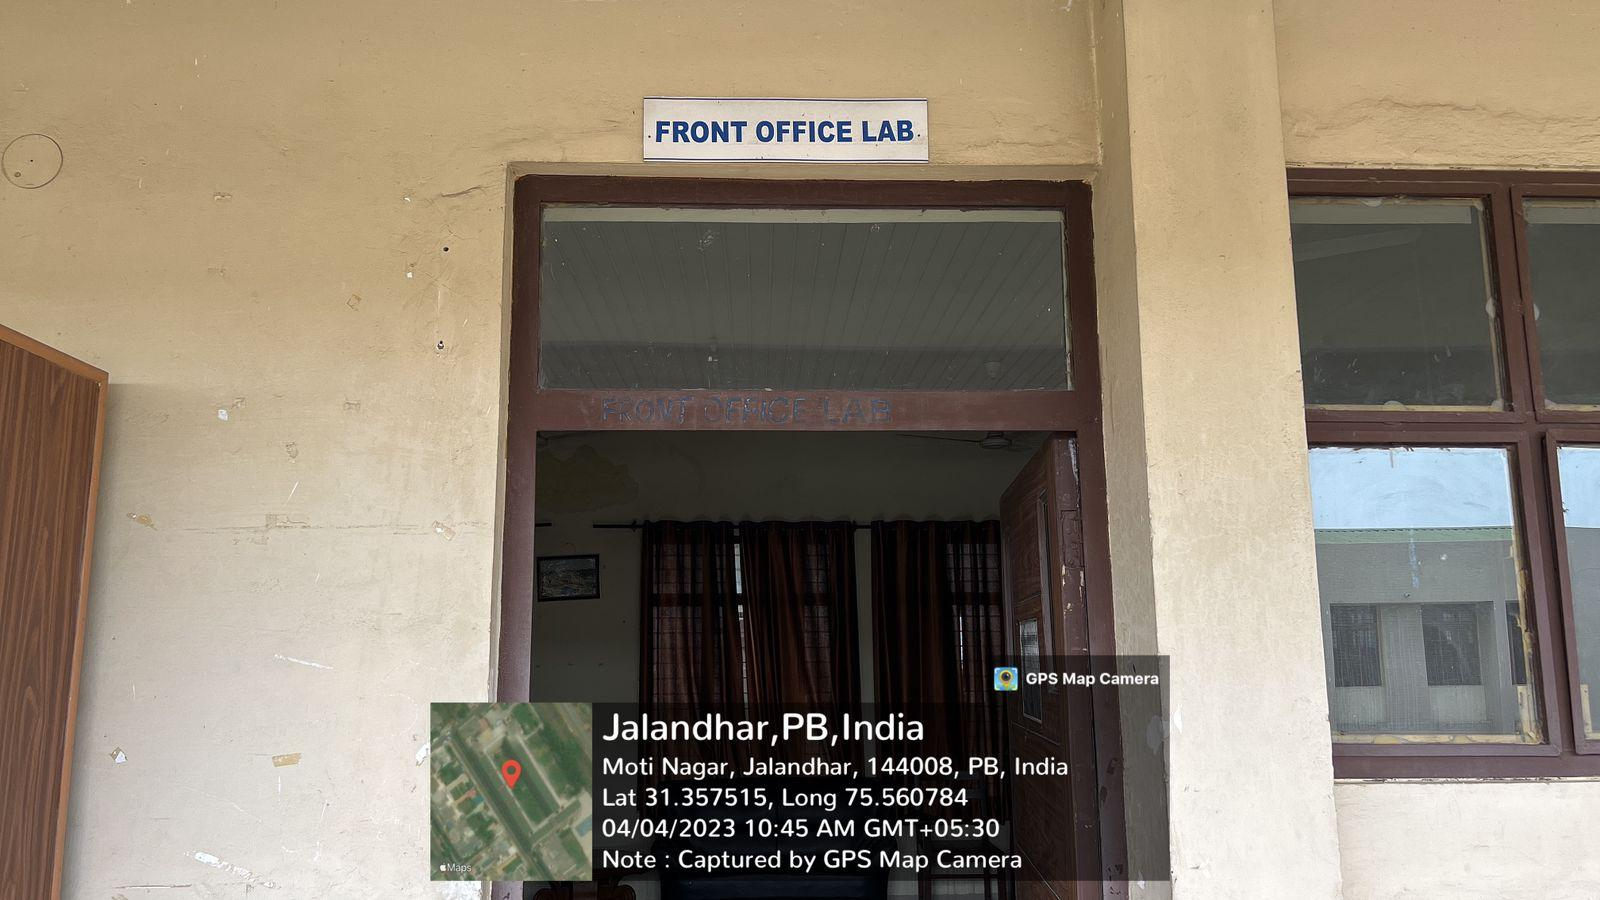 FRONT OFFICE LAB
FRONT OFFICE LAB
GPS Map Camera
Jalandhar,PB,India
Moti Nagar, Jalandhar, 144008, PB, India
Lat 31.357515, Long 75.560784
04/04/2023 10:45 AM GMT+05:30
Note : Captured by GPS Map Camera
Maps